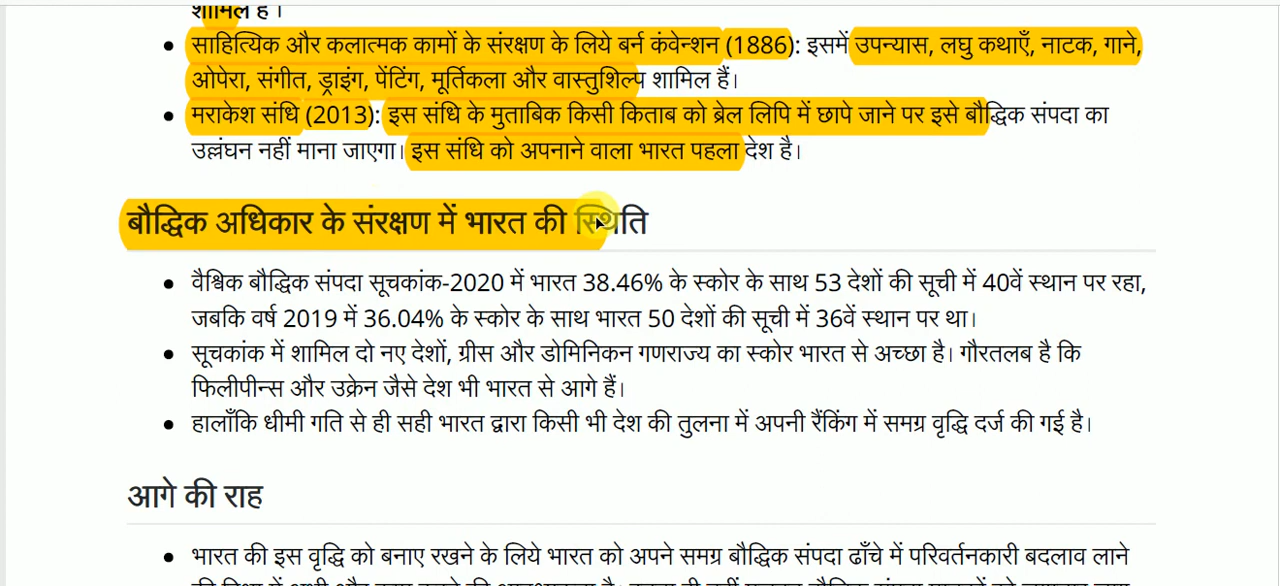 शामिल हैं।
साहित्यिक और कलात्मक कामों के संरक्षण के लिये बर्न कंवेन्शन (1886): इसमें उपन्यास, लघु कथाएँ, नाटक, गाने,
ओपेरा, संगीत, ड्राइंग, पेंटिंग, मूर्तिकला और वास्तुशिल्प शामिल हैं।
मराकेश संधि (2013): इस संधि के मुताबिक किसी किताब को ब्रेल लिपि में छापे जाने पर इसे बौद्धिक संपदा का
उल्लंघन नहीं माना जाएगा। इस संधि को अपनाने वाला भारत पहला देश है।
बौद्धिक अधिकार के संरक्षण में भारत की स्थिति
वैश्विक बौद्धिक संपदा सूचकांक-2020 में भारत 38.46% के स्कोर के साथ 53 देशों की सूची में 40वें स्थान पर रहा,
जबकि वर्ष 2019 में 36.04% के स्कोर के साथ भारत 50 देशों की सूची में 36वें स्थान पर था।
सूचकांक में शामिल दो नए देशों, ग्रीस और डोमिनिकन गणराज्य का स्कोर भारत से अच्छा है। गौरतलब है कि
फिलीपीन्स और उक्रेन जैसे देश भी भारत से आगे हैं।
हालाँकि धीमी गति से ही सही भारत द्वारा किसी भी देश की तुलना में अपनी रैंकिंग में समग्र वृद्धि दर्ज की गई है।
आगे की राह
भारत की इस वृद्धि को बनाए रखने के लिये भारत को अपने समग्र बौद्धिक संपदा ढाँचे में परिवर्तनकारी बदलाव लाने